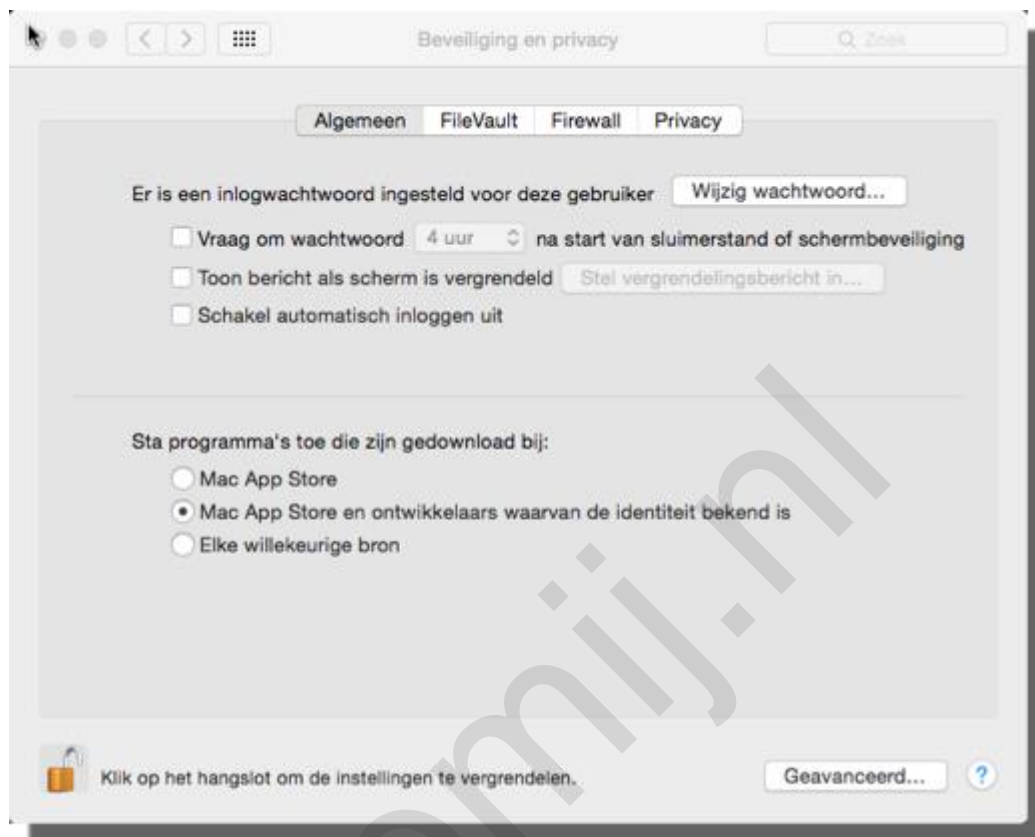 Beveiliging en privacy
Zoek
Algemeen FileVault Firewall Privacy
Er is een inlogwachtwoord ingesteld voor deze gebruiker Wijzig wachtwoord...
Vraag om wachtwoord 4 uur na start van sluimerstand of schermbeveiliging
Toon bericht als scherm is vergrendeld Stel vergrendelingsbericht in...
Schakel automatisch inloggen uit
Sta programma's toe die zijn gedownload bij:
Mac App Store
Mac App Store en ontwikkelaars waarvan de identiteit bekend is
Elke willekeurige bron
Klik op het hangslot om de instellingen te vergrendelen. Geavanceerd... ?
omij.nl